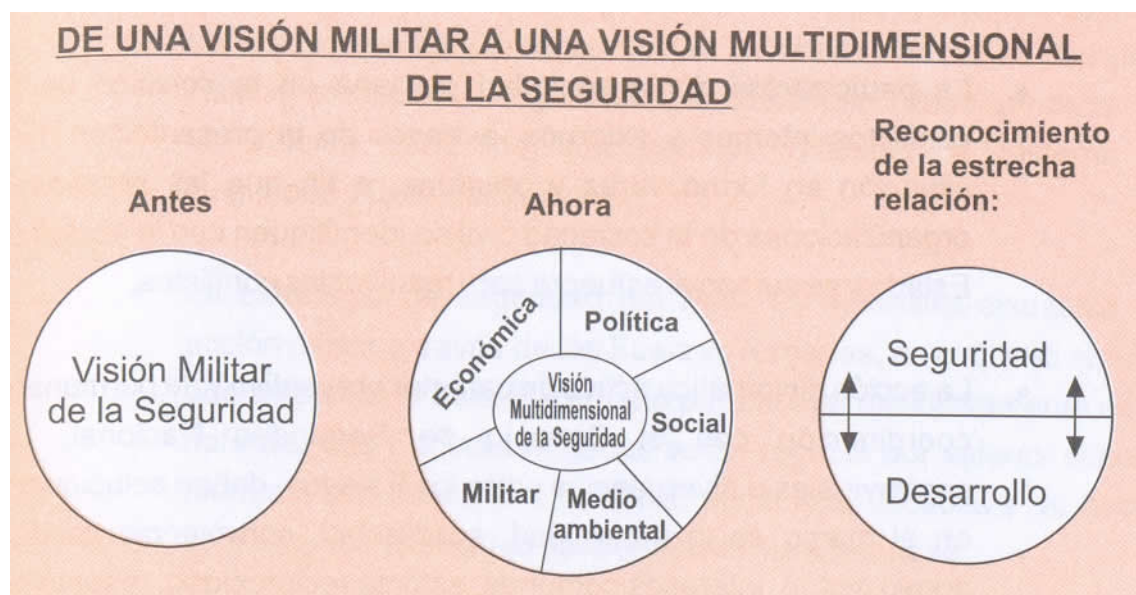 DE UNA VISIÓN MILITAR A UNA VISIÓN MULTIDIMENSIONAL
DE LA SEGURIDAD
Antes
Visión Militar
de la Seguridad
Ahora
Económica
Política
Social
Medio
ambiental
Militar
Visión
Multidimensional
de la Seguridad
Reconocimiento
de la estrecha
relación:
Seguridad
Desarrollo